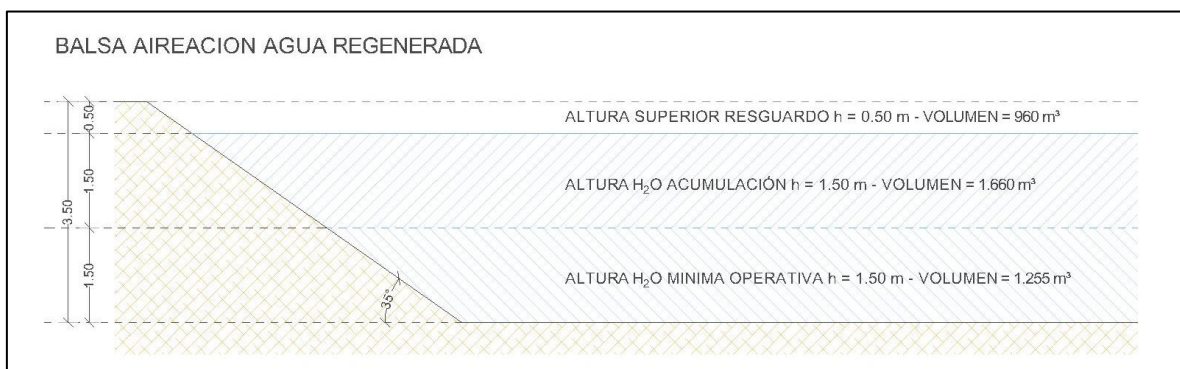 BALSA AIREACION AGUA REGENERADA
0.50
ALTURA SUPERIOR RESGUARDO h = 0.50 m - VOLUMEN = 960 m³
1.50
ALTURA H₂O ACUMULACIÓN h = 1.50 m - VOLUMEN = 1.660 m³
3.50
1.50
ALTURA H₂O MINIMA OPERATIVA h = 1.50 m - VOLUMEN = 1.255 m³
35°